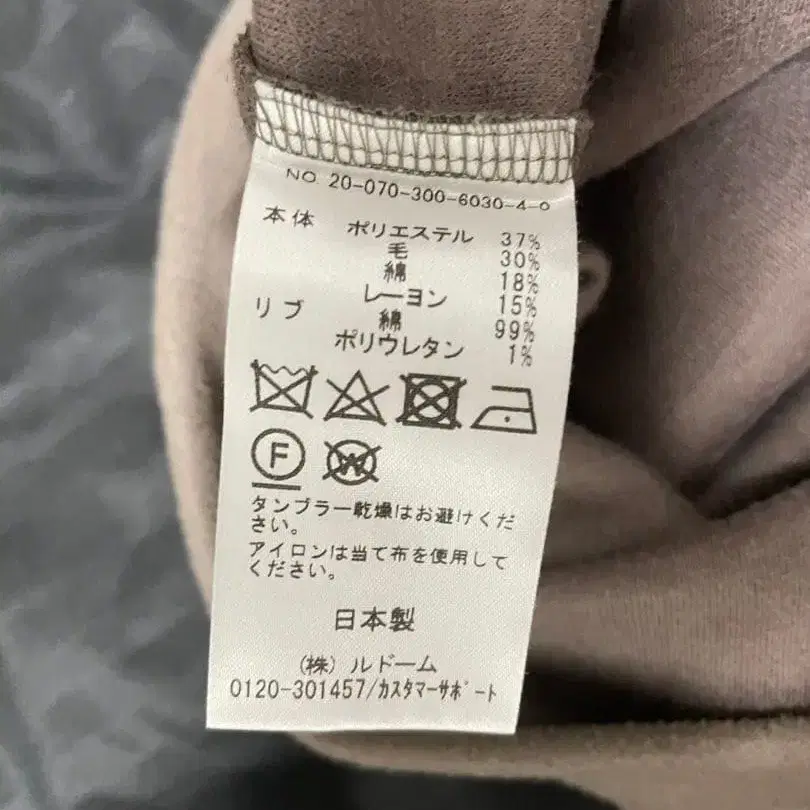 NO. 20-070-300-6030-4-9
本体 ポリエステル 37%
毛 30%
綿 18%
レーヨン 15%
リブ 綿 99%
ポリウレタン 1%
F W
タンブラー乾燥はお避けくだ
さい。
アイロンは当て布を使用して
ください。
日本製
(株) ルドーム
0120-301457/カスタマーサポート